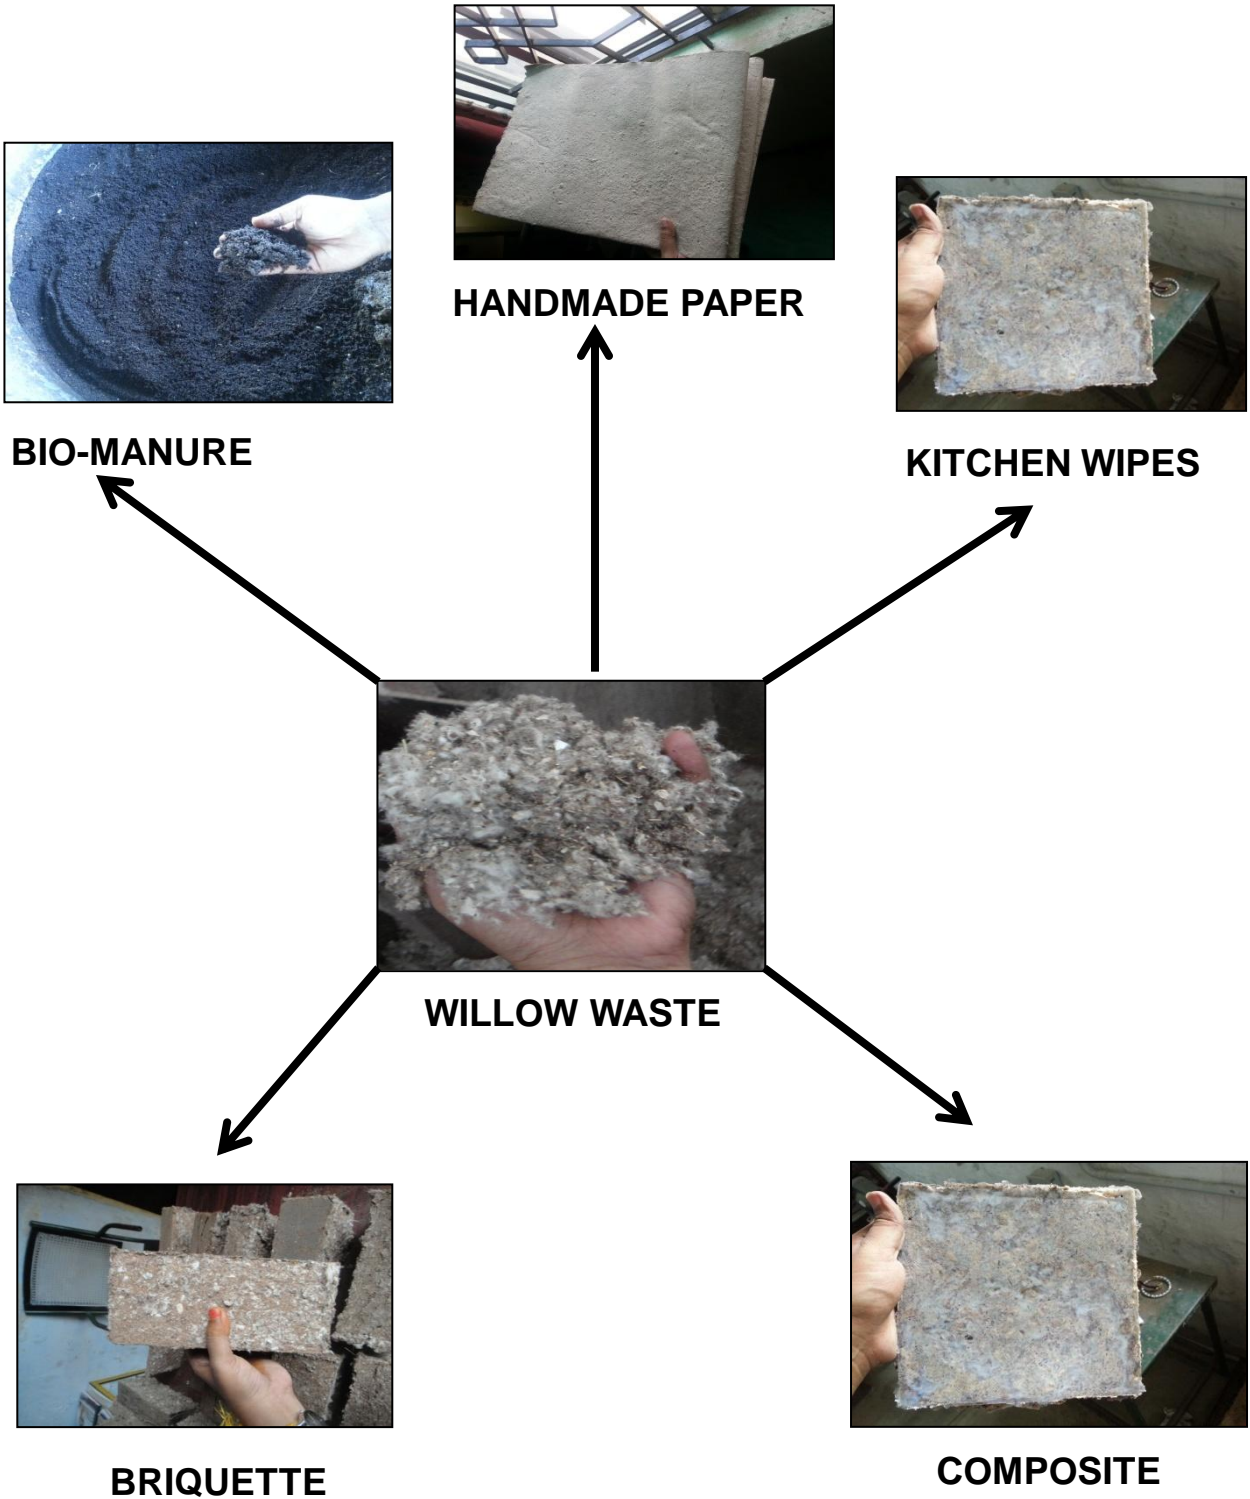 HANDMADE PAPER
BIO-MANURE
KITCHEN WIPES
WILLOW WASTE
BRIQUETTE
COMPOSITE